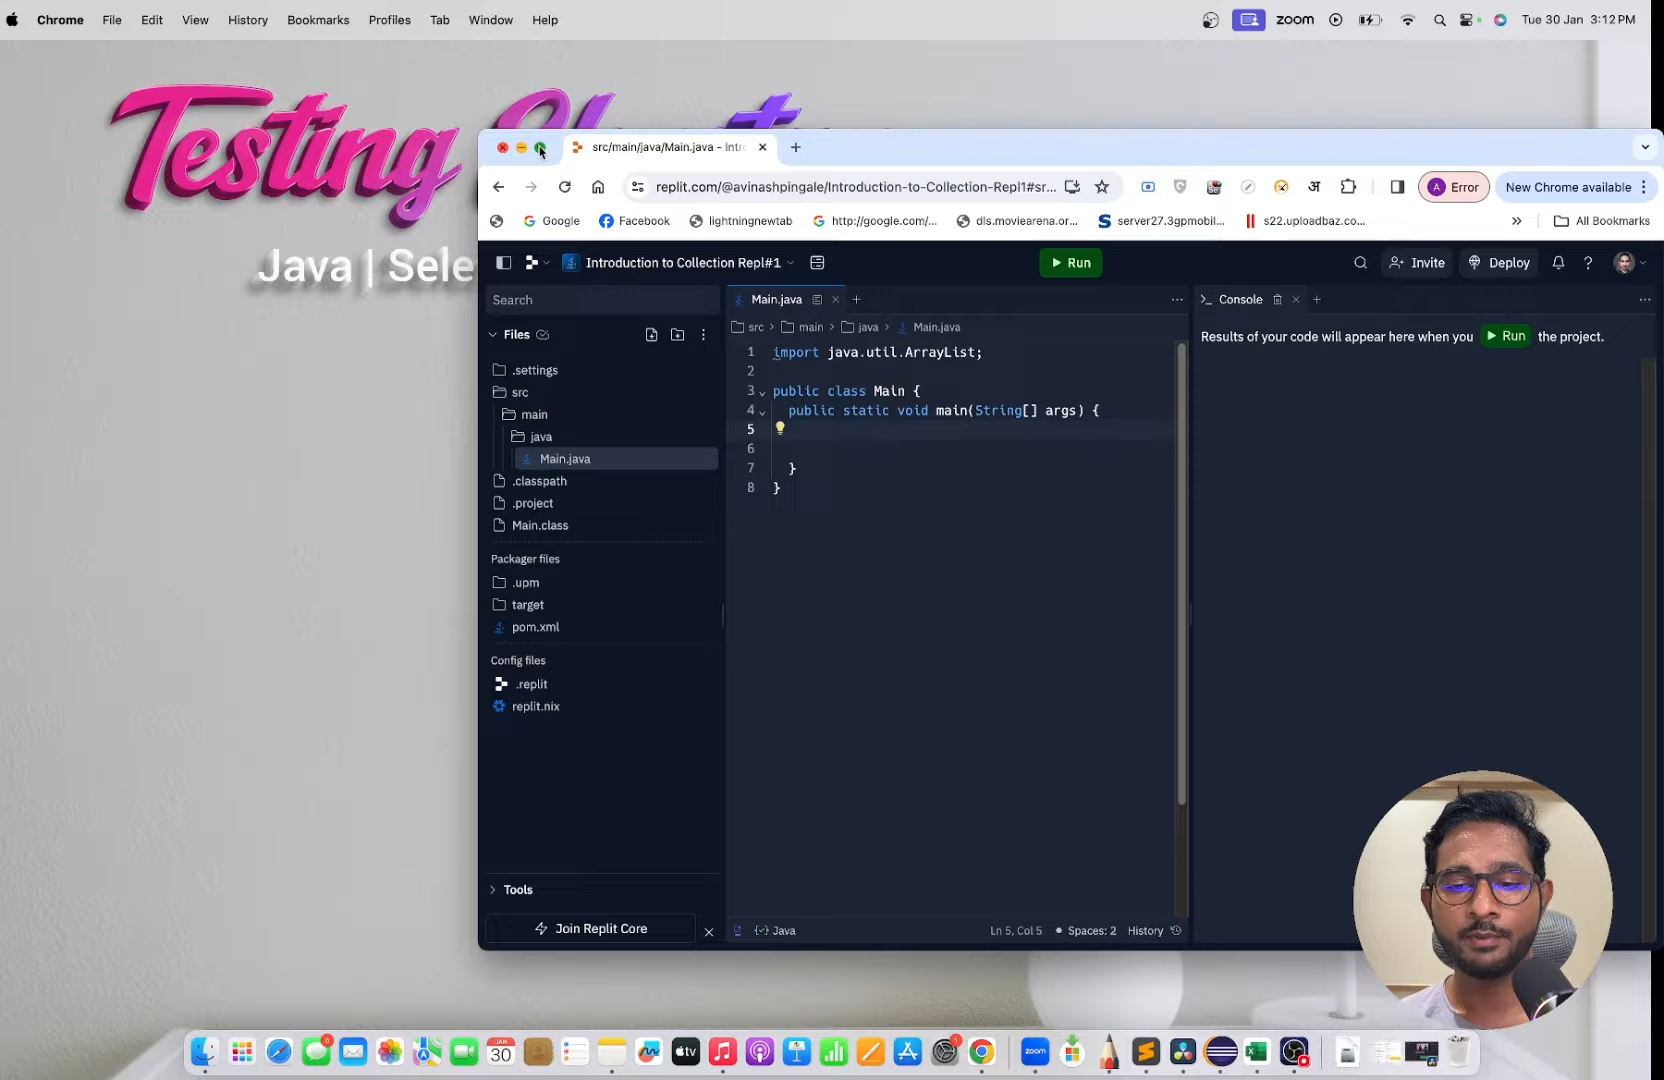 Chrome File Edit View History Bookmarks Profiles Tab Window Help zoom Tue 30 Jan 3:12 PM
Testing
Java | Sele
src/main/java/Main.java - Intr
replit.com/@avinashpingale/Introduction-to-Collection-Repl1#sr... अ A Error New Chrome available
Google Facebook lightningnewtab http://google.com/... dls.moviearena.or... server27.3gpmobil... s22.uploadbaz.co... » All Bookmarks
Introduction to Collection Repl#1 Run Invite Deploy ?
Search
Main.java
Console
Files
src > main > java > Main.java
Results of your code will appear here when you Run the project.
.settings
src
main
java
Main.java
.classpath
.project
Main.class
Packager files
.upm
target
pom.xml
Config files
.replit
replit.nix
Tools
Join Replit Core
1 import java.util.ArrayList;
2
3 public class Main {
4 public static void main(String[] args) {
5
6
7 }
8 }
Java Ln 5, Col 5 Spaces: 2 History
6 JAN 30 tv 1 zoom